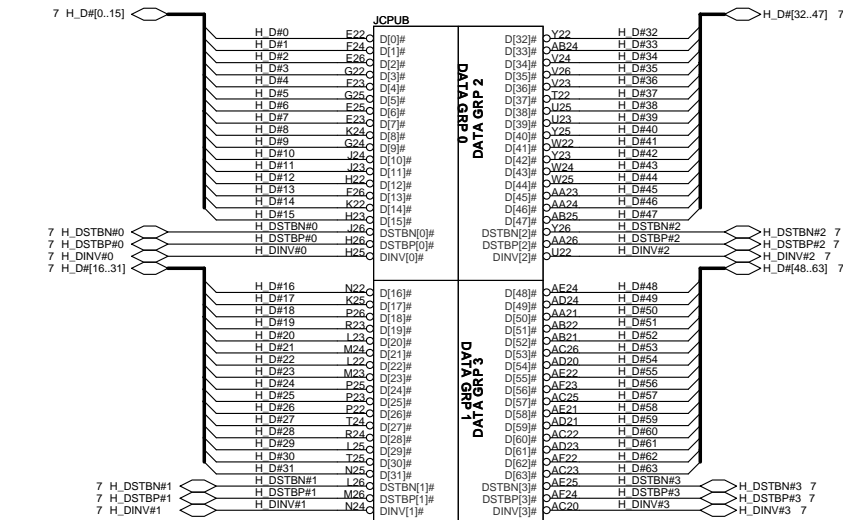 7 H_D#[0..15] JCPUB H_D#[32..47] 7
H_D#0 E22 D[0]# D[32]# Y22 H_D#32
H_D#1 F24 D[1]# D[33]# AB24 H_D#33
H_D#2 E26 D[2]# D[34]# V24 H_D#34
H_D#3 G22 D[3]# D[35]# V26 H_D#35
H_D#4 F23 D[4]# D[36]# V23 H_D#36
H_D#5 G25 D[5]# D[37]# T22 H_D#37
H_D#6 E25 D[6]# D[38]# U25 H_D#38
H_D#7 E23 D[7]# D[39]# U23 H_D#39
H_D#8 K24 D[8]# D[40]# Y25 H_D#40
H_D#9 G24 D[9]# D[41]# W22 H_D#41
H_D#10 J24 D[10]# D[42]# Y23 H_D#42
H_D#11 J23 D[11]# D[43]# W24 H_D#43
H_D#12 H22 D[12]# D[44]# W25 H_D#44
H_D#13 F26 D[13]# D[45]# AA23 H_D#45
H_D#14 K22 D[14]# D[46]# AA24 H_D#46
H_D#15 H23 D[15]# D[47]# AB25 H_D#47
DATA GRP 0
DATA GRP 2
7 H_DSTBN#0 H_DSTBN#0 J26 DSTBN[0]# DSTBN[2]# Y26 H_DSTBN#2 H_DSTBN#2 7
7 H_DSTBP#0 H_DSTBP#0 H26 DSTBP[0]# DSTBP[2]# AA26 H_DSTBP#2 H_DSTBP#2 7
7 H_DINV#0 H_DINV#0 H25 DINV[0]# DINV[2]# U22 H_DINV#2 H_DINV#2 7
7 H_D#[16..31] H_D#[48..63] 7
H_D#16 N22 D[16]# D[48]# AE24 H_D#48
H_D#17 K25 D[17]# D[49]# AD24 H_D#49
H_D#18 P26 D[18]# D[50]# AA21 H_D#50
H_D#19 R23 D[19]# D[51]# AB22 H_D#51
H_D#20 L23 D[20]# D[52]# AB21 H_D#52
H_D#21 M24 D[21]# D[53]# AC26 H_D#53
H_D#22 L22 D[22]# D[54]# AD20 H_D#54
H_D#23 M23 D[23]# D[55]# AE22 H_D#55
H_D#24 P25 D[24]# D[56]# AF23 H_D#56
H_D#25 P23 D[25]# D[57]# AC25 H_D#57
H_D#26 P22 D[26]# D[58]# AE21 H_D#58
H_D#27 T24 D[27]# D[59]# AD21 H_D#59
H_D#28 R24 D[28]# D[60]# AC22 H_D#60
H_D#29 L25 D[29]# D[61]# AD23 H_D#61
H_D#30 T25 D[30]# D[62]# AF22 H_D#62
H_D#31 N25 D[31]# D[63]# AC23 H_D#63
DATA GRP 1
DATA GRP 3
7 H_DSTBN#1 H_DSTBN#1 L26 DSTBN[1]# DSTBN[3]# AE25 H_DSTBN#3 H_DSTBN#3 7
7 H_DSTBP#1 H_DSTBP#1 M26 DSTBP[1]# DSTBP[3]# AF24 H_DSTBP#3 H_DSTBP#3 7
7 H_DINV#1 H_DINV#1 N24 DINV[1]# DINV[3]# AC20 H_DINV#3 H_DINV#3 7